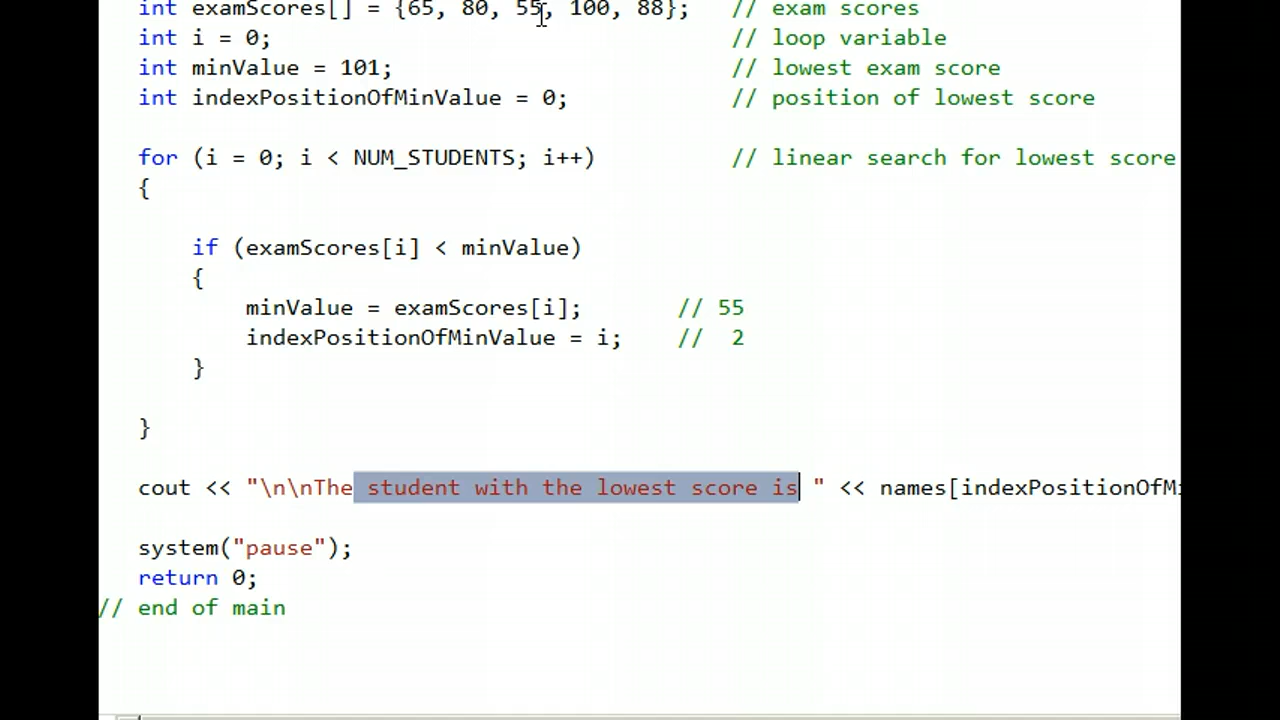 int examScores[] = {65, 80, 55, 100, 88}; // exam scores
int i = 0; // loop variable
int minValue = 101; // lowest exam score
int indexPositionOfMinValue = 0; // position of lowest score
for (i = 0; i < NUM_STUDENTS; i++) // linear search for lowest score
{
if (examScores[i] < minValue)
{
minValue = examScores[i]; // 55
indexPositionOfMinValue = i; // 2
}
}
cout << "\n\nThe student with the lowest score is " << names[indexPositionOfMi
system("pause");
return 0;
// end of main